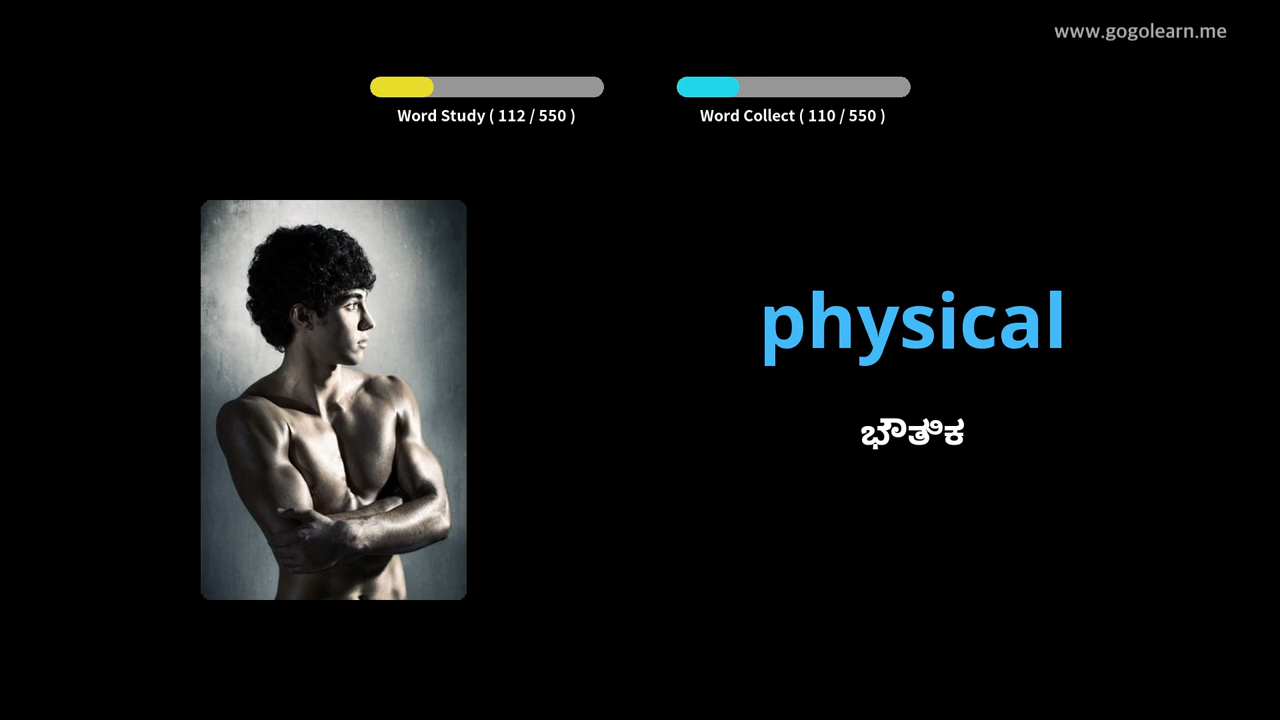 www.gogolearn.me
Word Study ( 112 / 550 )
Word Collect ( 110 / 550 )
physical
ಭೌತಿಕ